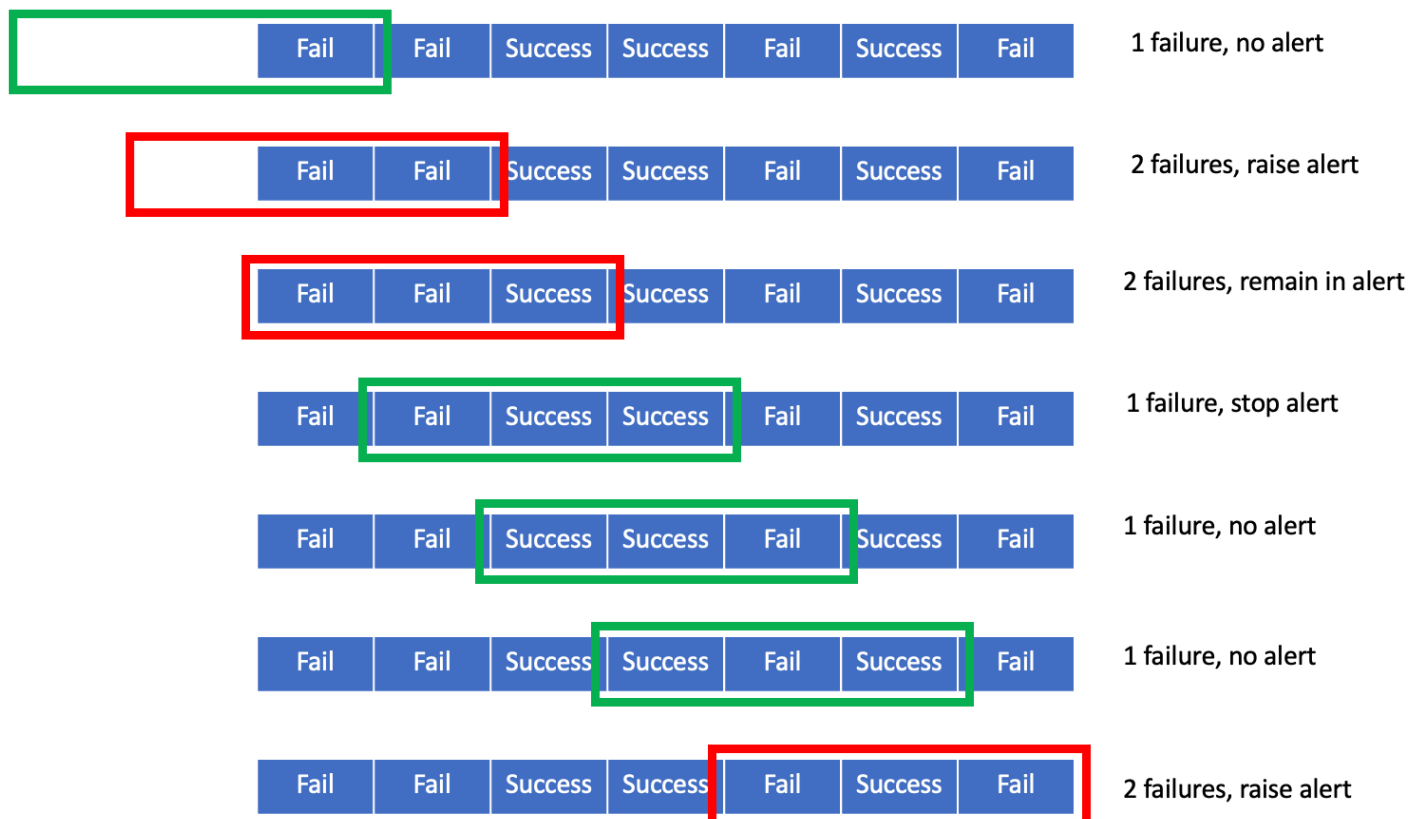 Fail Fail Success Success Fail Success Fail 1 failure, no alert
Fail Fail Success Success Fail Success Fail 2 failures, raise alert
Fail Fail Success Success Fail Success Fail 2 failures, remain in alert
Fail Fail Success Success Fail Success Fail 1 failure, stop alert
Fail Fail Success Success Fail Success Fail 1 failure, no alert
Fail Fail Success Success Fail Success Fail 1 failure, no alert
Fail Fail Success Success Fail Success Fail 2 failures, raise alert